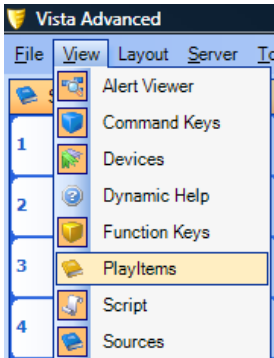 Vista Advanced
File View Layout Server
Alert Viewer
1 Command Keys
Devices
2 Dynamic Help
Function Keys
3 PlayItems
Script
4 Sources